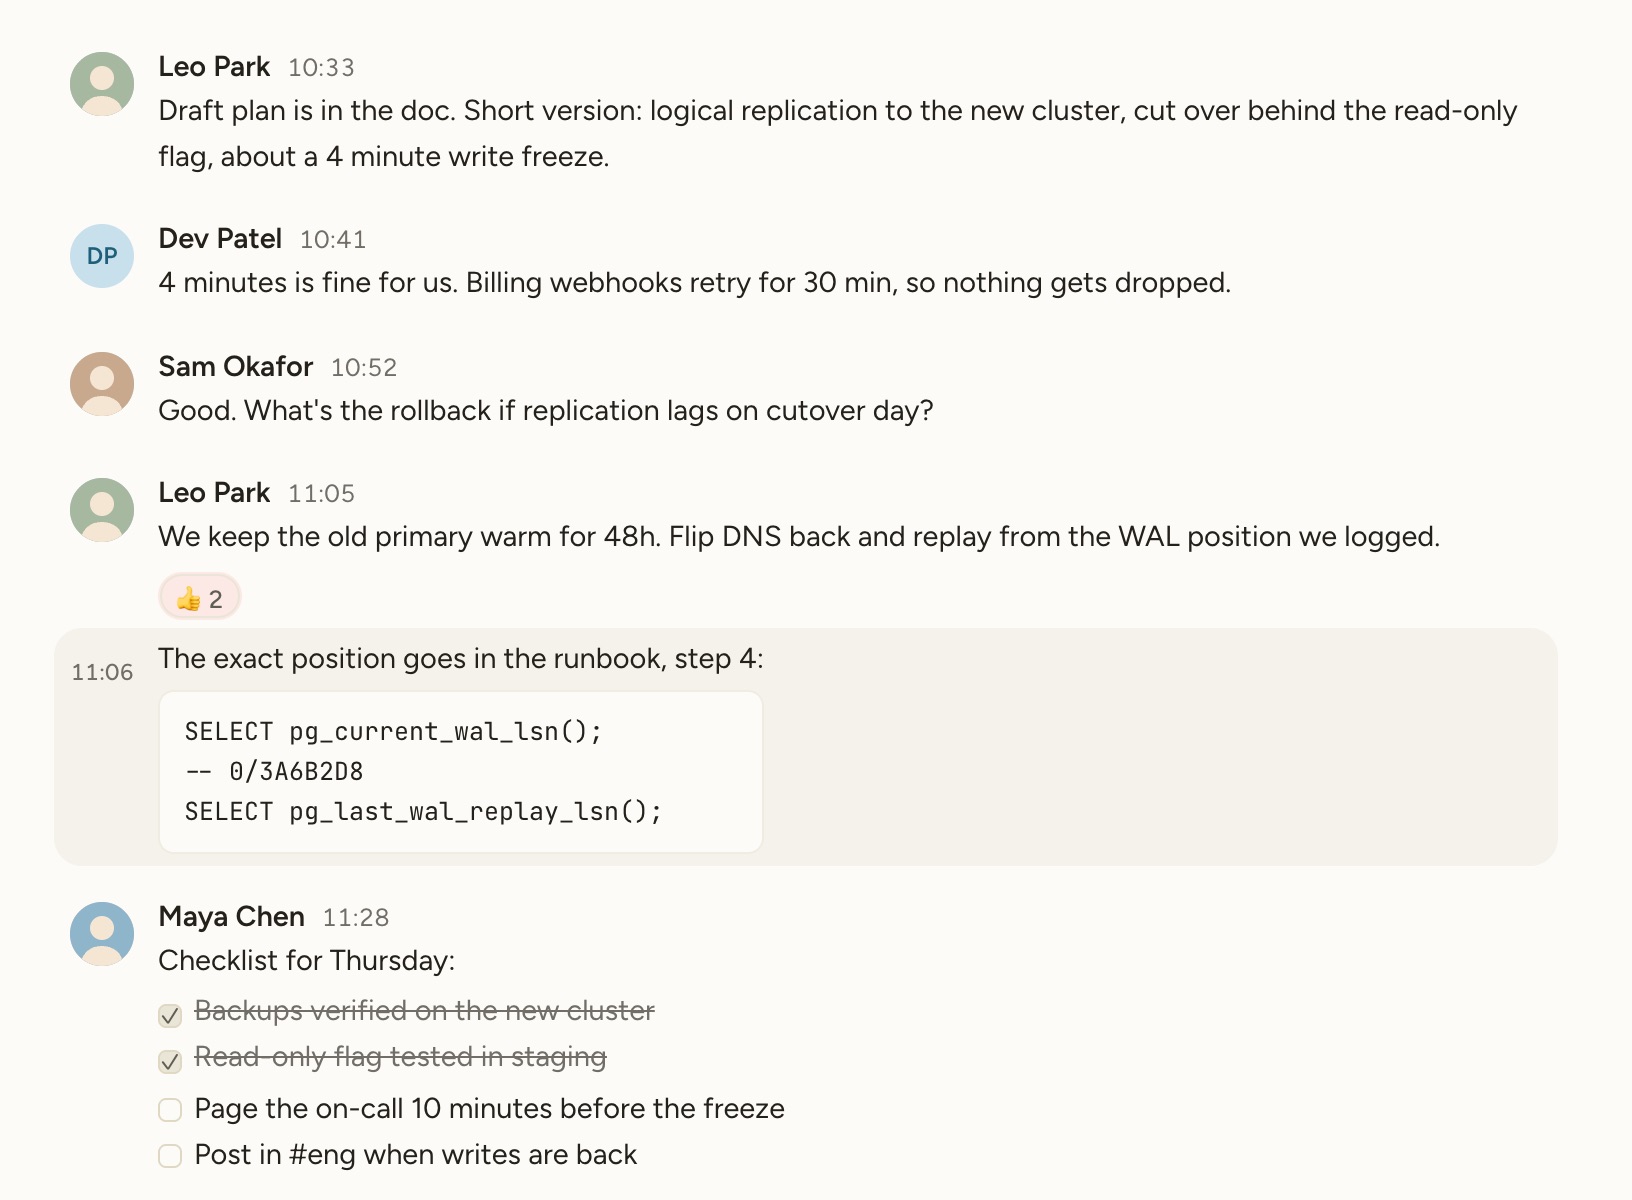 Leo Park 10:33
Draft plan is in the doc. Short version: logical replication to the new cluster, cut over behind the read-only
flag, about a 4 minute write freeze.
DP
Dev Patel 10:41
4 minutes is fine for us. Billing webhooks retry for 30 min, so nothing gets dropped.
Sam Okafor 10:52
Good. What's the rollback if replication lags on cutover day?
Leo Park 11:05
We keep the old primary warm for 48h. Flip DNS back and replay from the WAL position we logged.
👍 2
11:06 The exact position goes in the runbook, step 4:
SELECT pg_current_wal_lsn();
-- 0/3A6B2D8
SELECT pg_last_wal_replay_lsn();
Maya Chen 11:28
Checklist for Thursday:
Backups verified on the new cluster
Read-only flag tested in staging
Page the on-call 10 minutes before the freeze
Post in #eng when writes are back